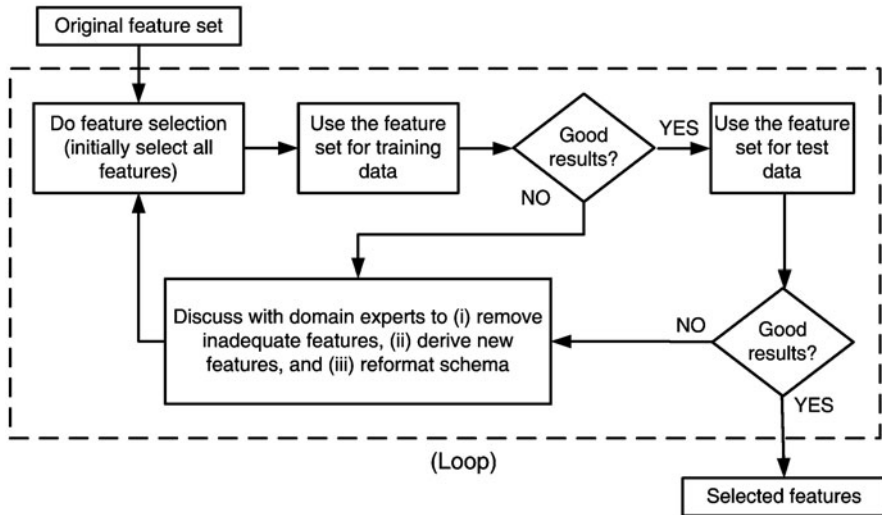 Original feature set
Do feature selection
(initially select all
features)
Use the feature
set for training
data
Good
results?
YES
Use the feature
set for test
data
NO
Discuss with domain experts to (i) remove
inadequate features, (ii) derive new
features, and (iii) reformat schema
NO
Good
results?
YES
(Loop)
Selected features